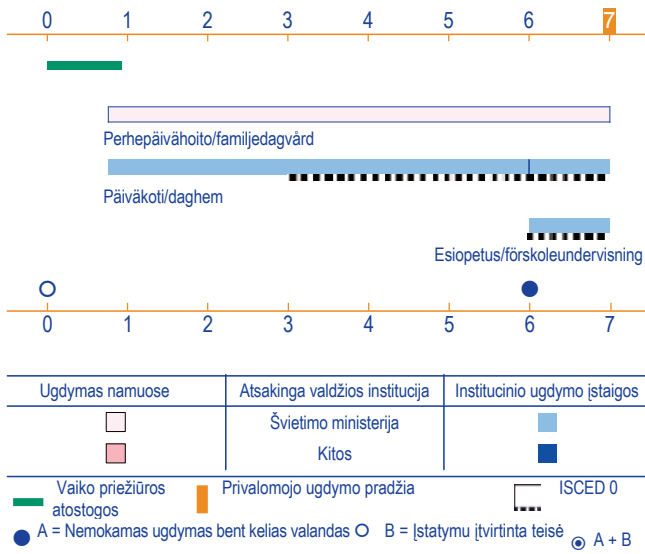 0 1 2 3 4 5 6 7
Perhepäivähoito/familjedagvård
Päiväkoti/daghem
Esiopetus/förskoleundervisning
0 1 2 3 4 5 6 7
Ugdymas namuose Atsakinga valdžios institucija Institucinio ugdymo įstaigos
Švietimo ministerija
Kitos
Vaiko priežiūros atostogos Privalomojo ugdymo pradžia ISCED 0
A = Nemokamas ugdymas bent kelias valandas B = Įstatymu įtvirtinta teisė A + B